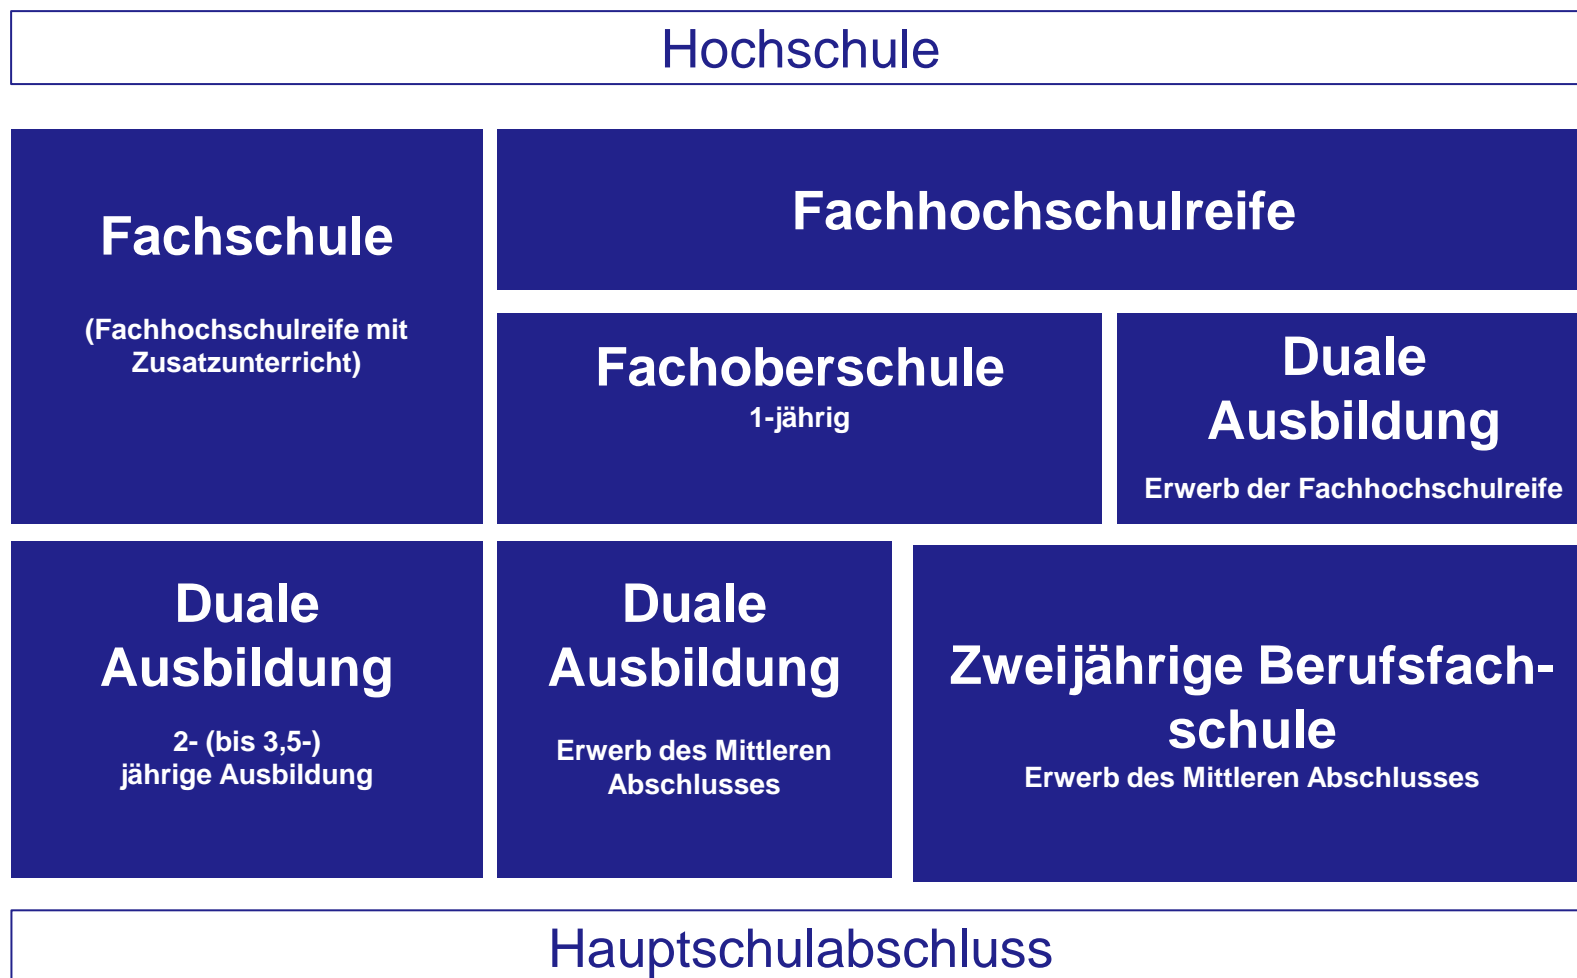 Hochschule
Fachschule
(Fachhochschulreife mit
Zusatzunterricht)
Fachhochschulreife
Fachoberschule
1-jährig
Duale
Ausbildung
Erwerb der Fachhochschulreife
Duale
Ausbildung
2- (bis 3,5-)
jährige Ausbildung
Duale
Ausbildung
Erwerb des Mittleren
Abschlusses
Zweijährige Berufsfach-
schule
Erwerb des Mittleren Abschlusses
Hauptschulabschluss